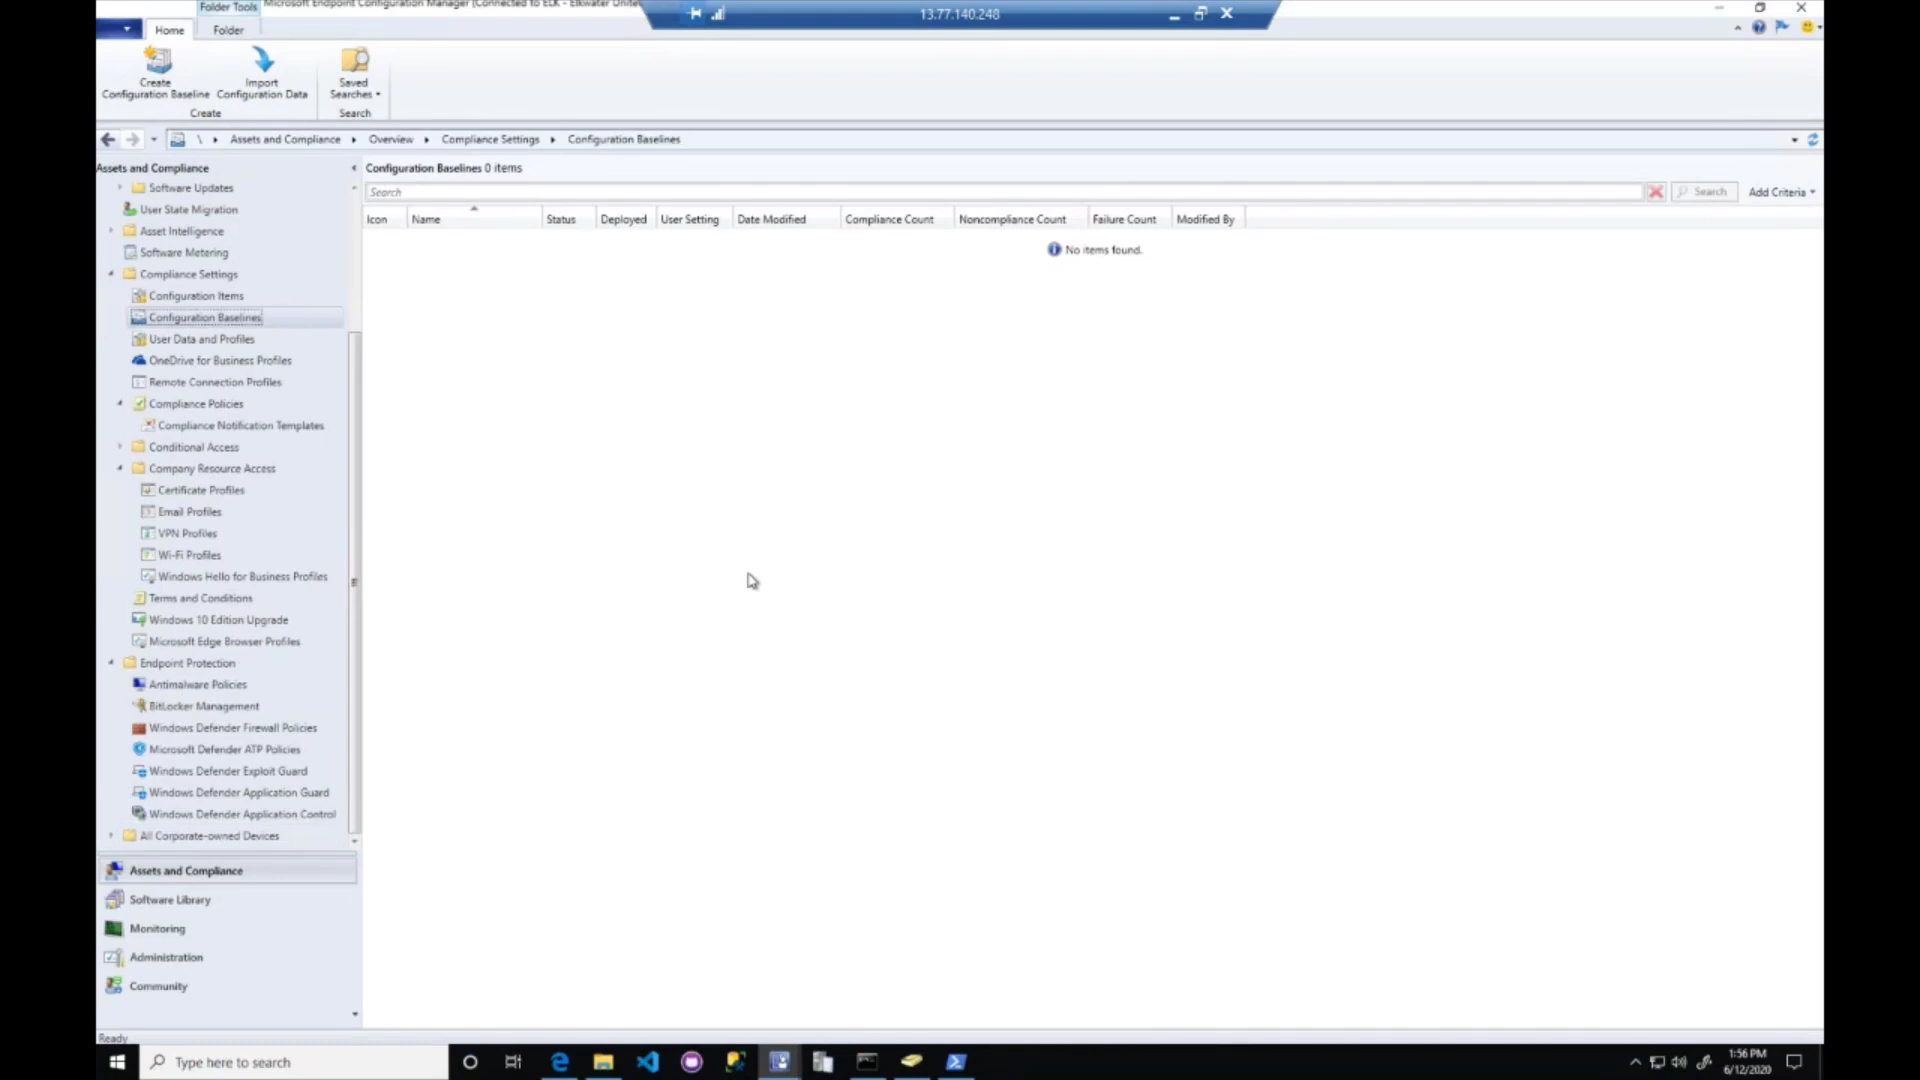 Folder Tools
Microsoft Endpoint Configuration Manager (Connected to ELK - Elkwater Unite
13.77.140.248
Home
Folder
Create
Configuration Baseline
Import
Configuration Data
Saved
Searches
Create
Search
\ Assets and Compliance Overview Compliance Settings Configuration Baselines
Assets and Compliance
Software Updates
User State Migration
Asset Intelligence
Software Metering
Compliance Settings
Configuration Items
Configuration Baselines
User Data and Profiles
OneDrive for Business Profiles
Remote Connection Profiles
Compliance Policies
Compliance Notification Templates
Conditional Access
Company Resource Access
Certificate Profiles
Email Profiles
VPN Profiles
Wi-Fi Profiles
Windows Hello for Business Profiles
Terms and Conditions
Windows 10 Edition Upgrade
Microsoft Edge Browser Profiles
Endpoint Protection
Antimalware Policies
BitLocker Management
Windows Defender Firewall Policies
Microsoft Defender ATP Policies
Windows Defender Exploit Guard
Windows Defender Application Guard
Windows Defender Application Control
All Corporate-owned Devices
Assets and Compliance
Software Library
Monitoring
Administration
Community
Configuration Baselines 0 items
Search
Search
Add Criteria
Icon Name Status Deployed User Setting Date Modified Compliance Count Noncompliance Count Failure Count Modified By
No items found.
Ready
Type here to search
1:56 PM
6/12/2020